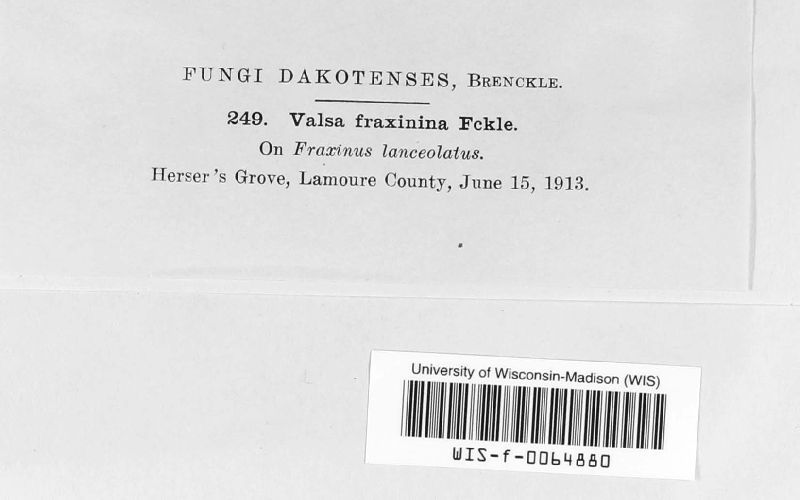 FUNGI DAKOTENSES, BRENCKLE.
249. Valsa fraxinina Fckle.
On Fraxinus lanceolatus.
Herser's Grove, Lamoure County, June 15, 1913.
University of Wisconsin-Madison (WIS)
WIS-f-0064880